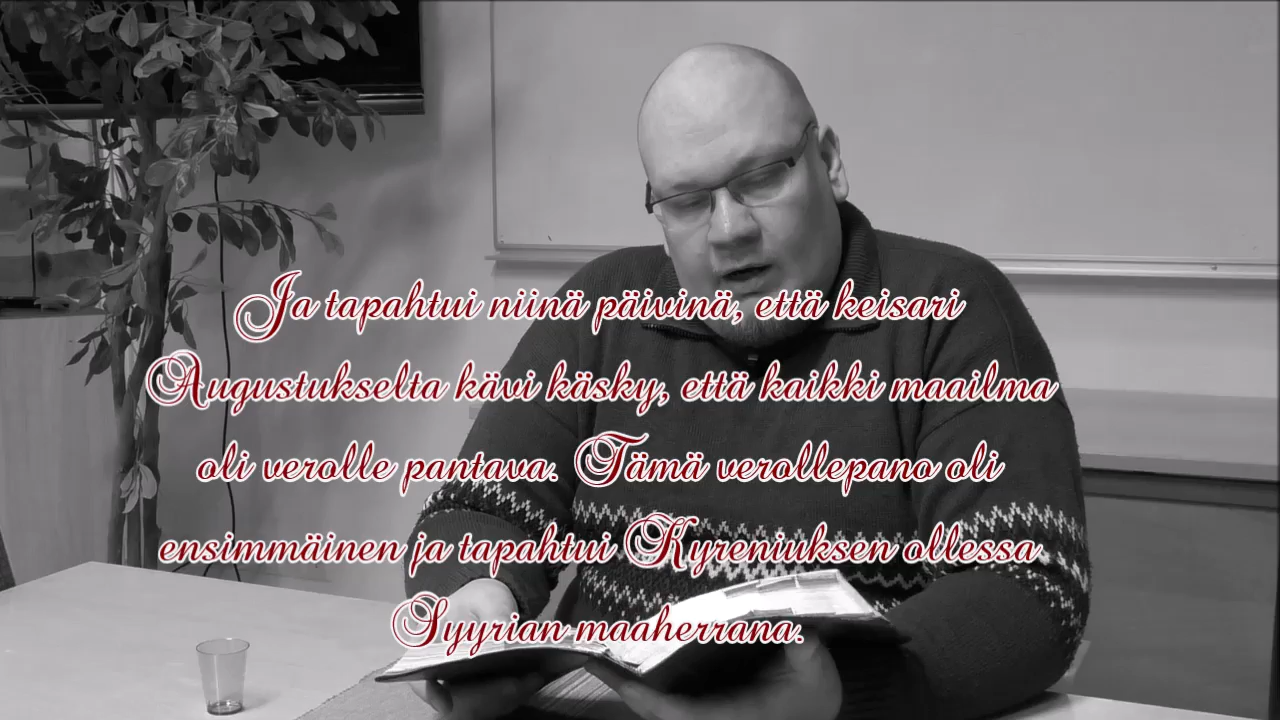 Ja tapahtui niinä päivinä, että keisari
Augustukselta kävi käsky, että kaikki maailma
oli verolle pantava. Tämä verollepano oli
ensimmäinen ja tapahtui Kyreniuksen ollessa
Syyrian maaherrana.